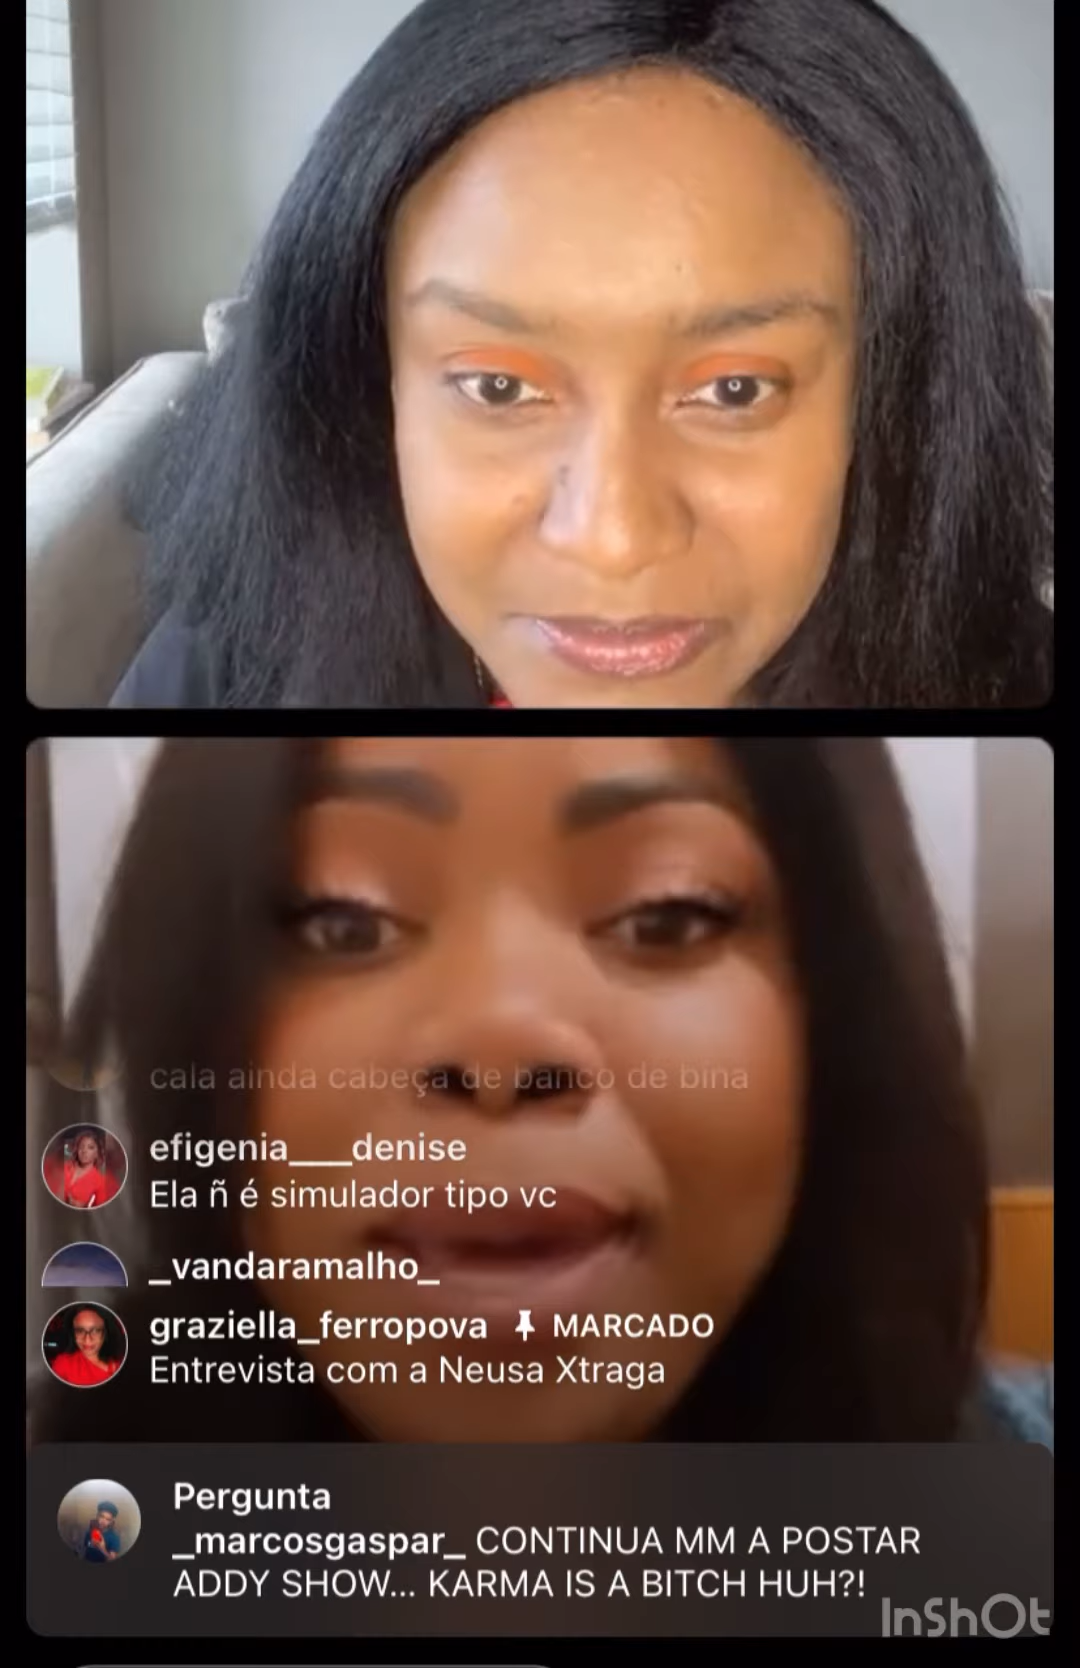 cala ainda cabeça de banco de bina
efigenia___denise
Ela ñ é simulador tipo vc
_vandaramalho_
graziella_ferropova MARCADO
Entrevista com a Neusa Xtraga
Pergunta
_marcosgaspar_ CONTINUA MM A POSTAR
ADDY SHOW... KARMA IS A BITCH HUH?!
InShOt